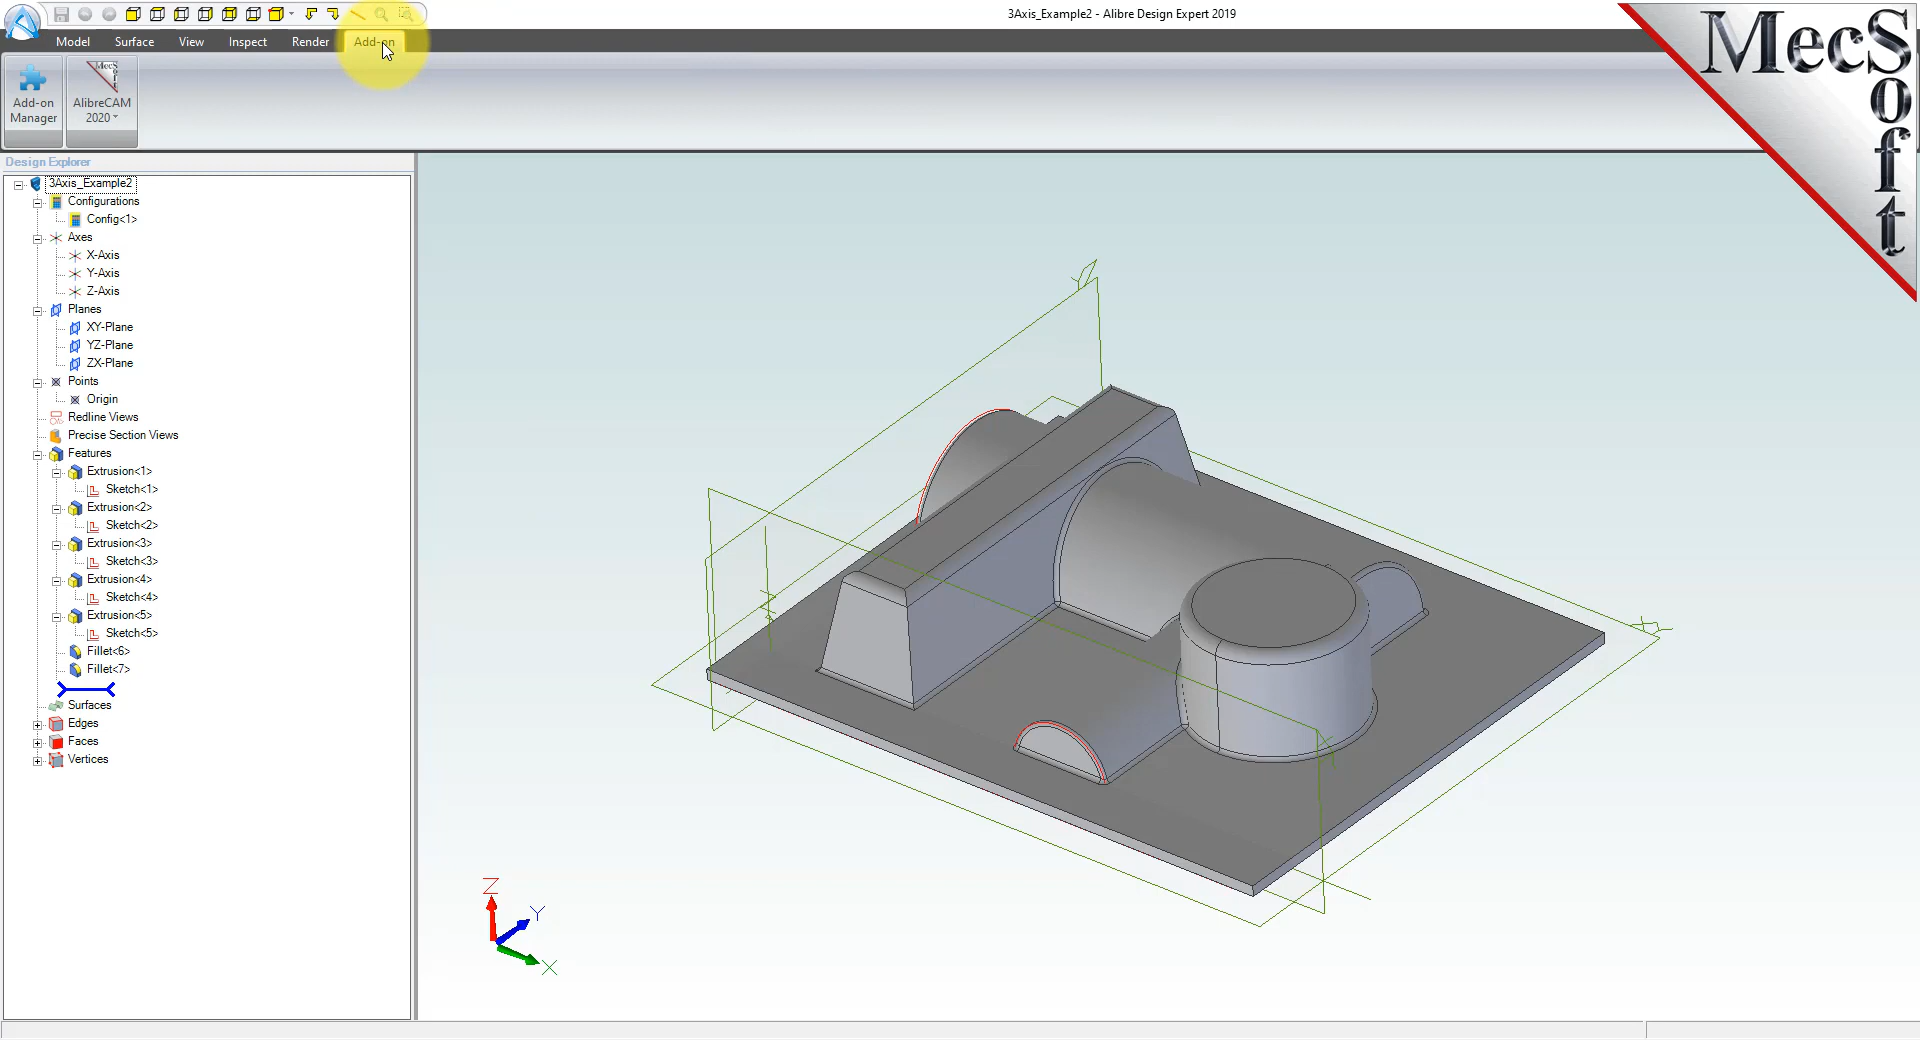 3Axis_Example2 - Alibre Design Expert 2019
Model Surface View Inspect Render Add-on
Add-on Manager
AlibreCAM 2020
MecSoft
MecSoft
Design Explorer
3Axis_Example2
Configurations
Config<1>
Axes
X-Axis
Y-Axis
Z-Axis
Planes
XY-Plane
YZ-Plane
ZX-Plane
Points
Origin
Redline Views
Precise Section Views
Features
Extrusion<1>
Sketch<1>
Extrusion<2>
Sketch<2>
Extrusion<3>
Sketch<3>
Extrusion<4>
Sketch<4>
Extrusion<5>
Sketch<5>
Fillet<6>
Fillet<7>
Surfaces
Edges
Faces
Vertices
Z
Y
X